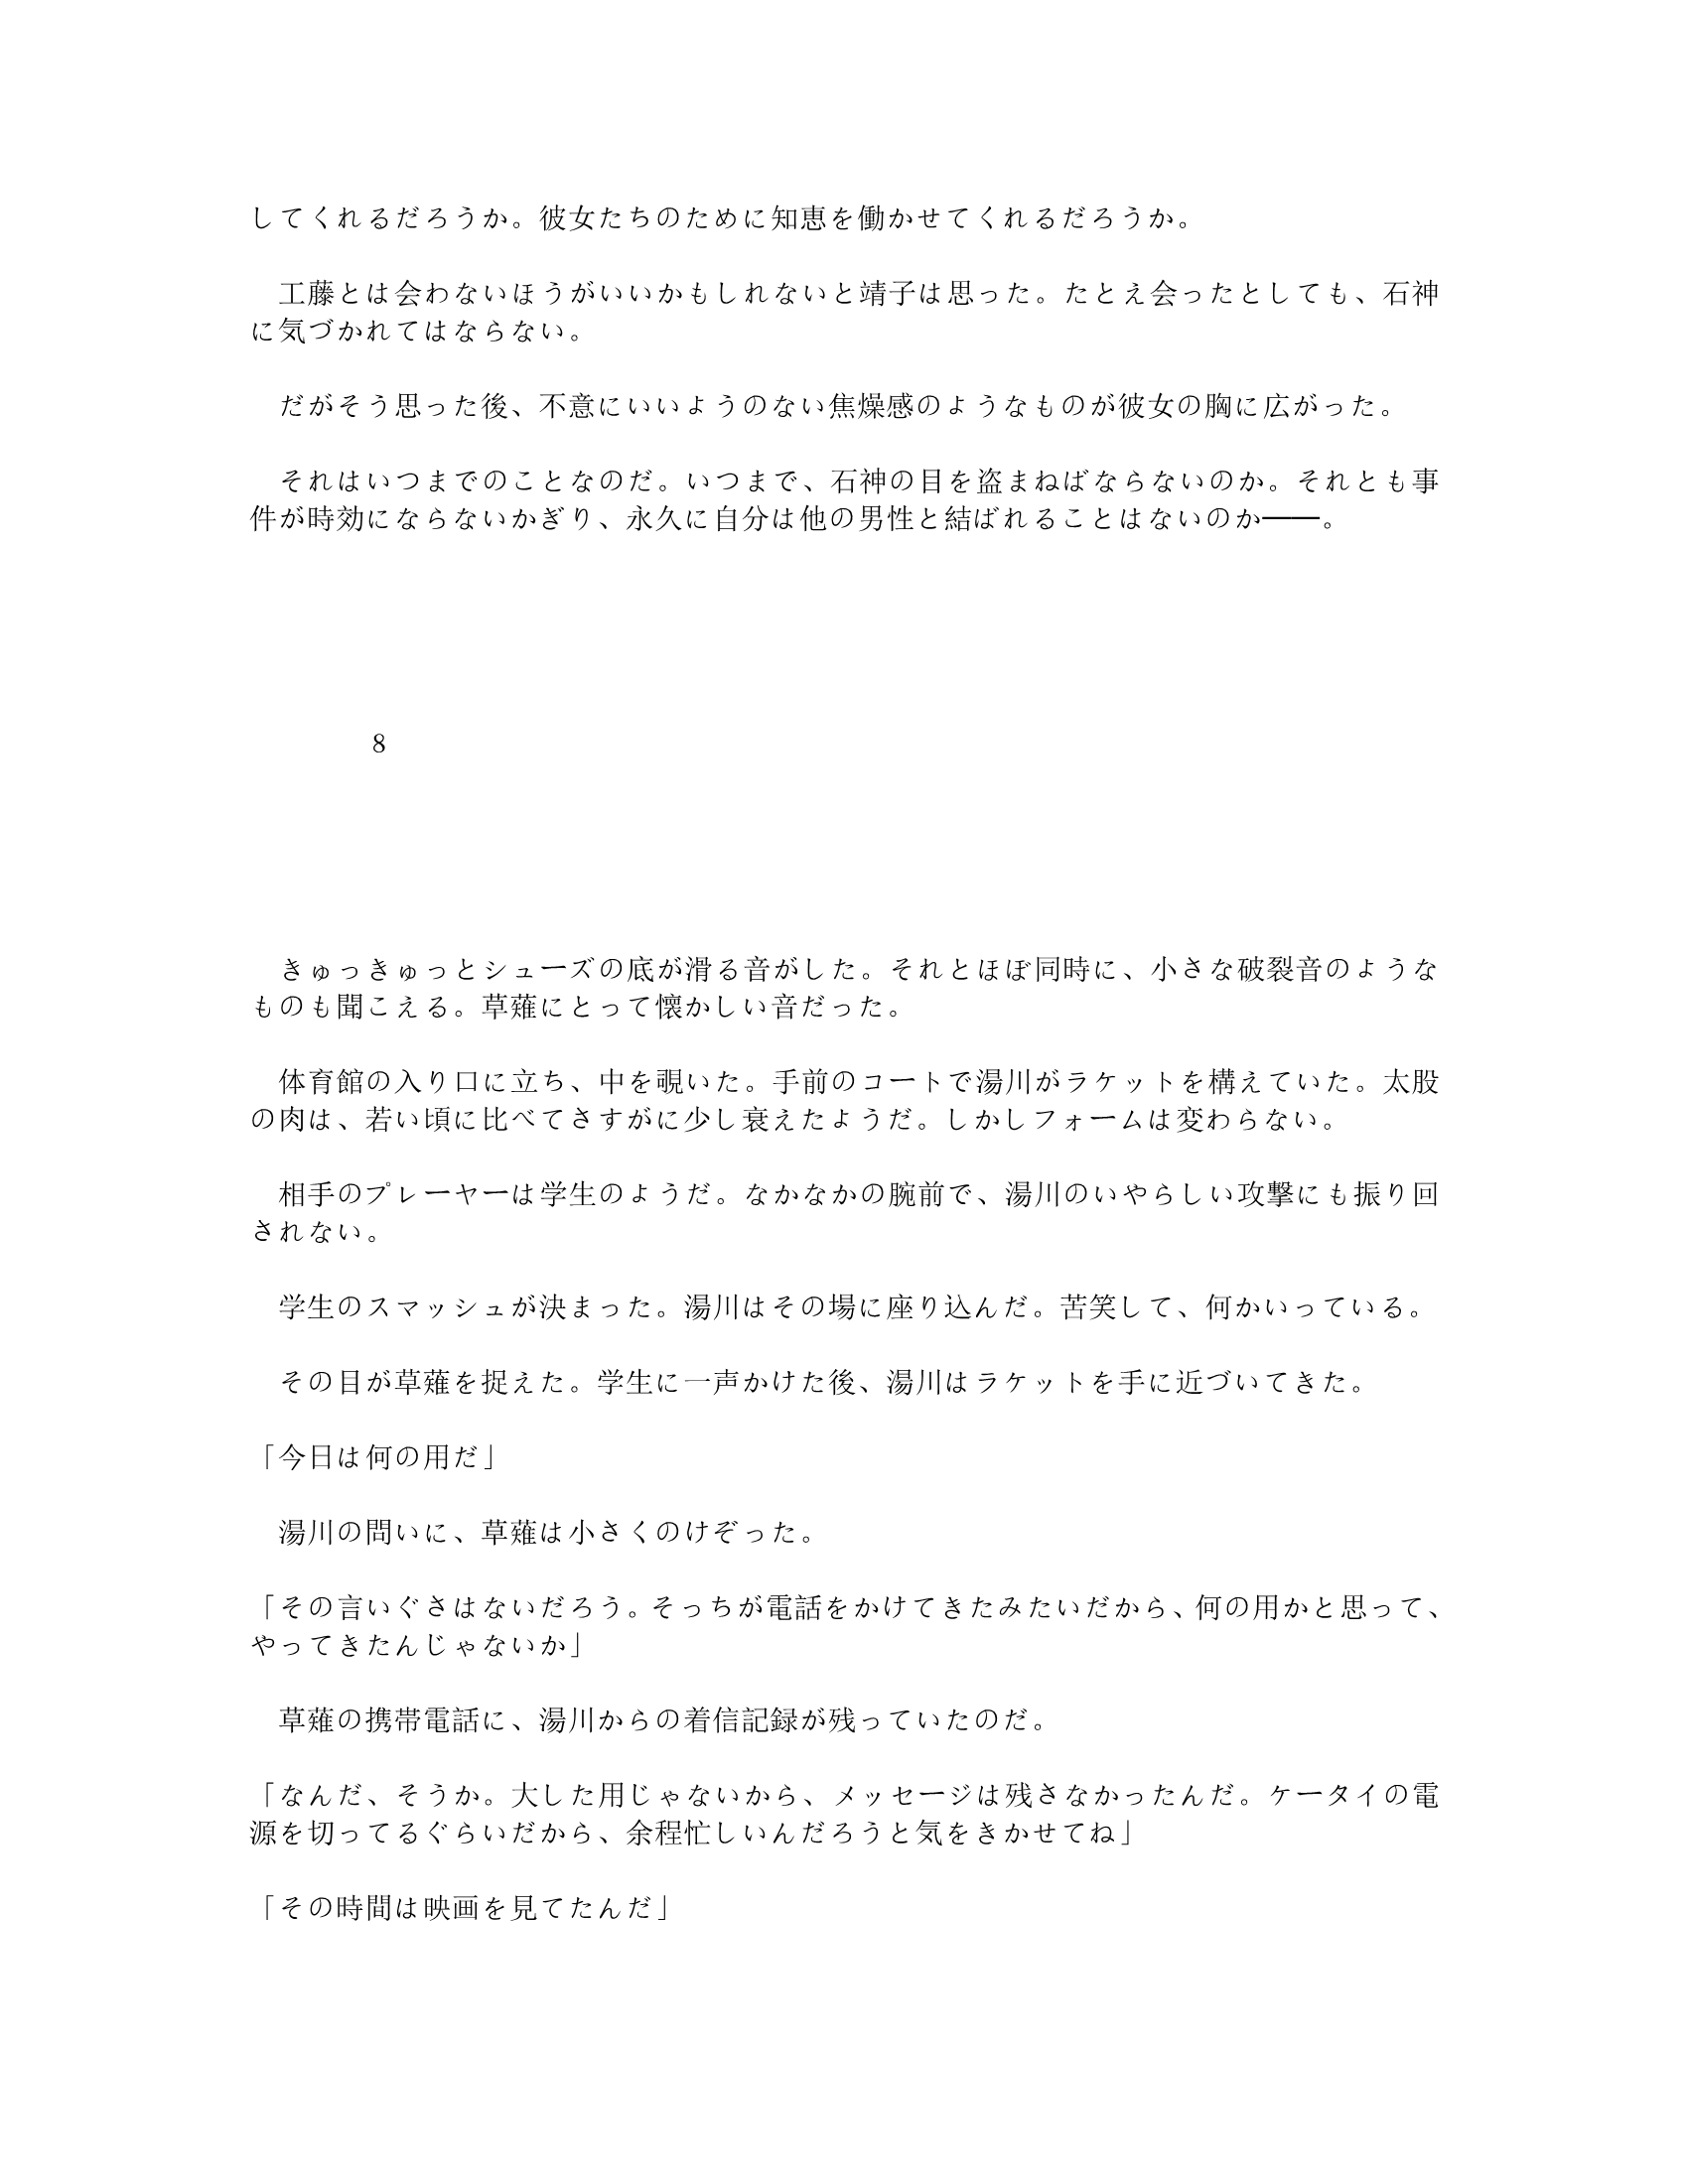 してくれるだろうか。彼女たちのために知恵を働かせてくれるだろうか。
　工藤とは会わないほうがいいかもしれないと靖子は思った。たとえ会ったとしても、石神
に気づかれてはならない。
　だがそう思った後、不意にいいようのない焦燥感のようなものが彼女の胸に広がった。
　それはいつまでのことなのだ。いつまで、石神の目を盗まねばならないのか。それとも事
件が時効にならないかぎり、永久に自分は他の男性と結ばれることはないのか――。
8
　きゅっきゅっとシューズの底が滑る音がした。それとほぼ同時に、小さな破裂音のような
ものも聞こえる。草薙にとって懐かしい音だった。
　体育館の入り口に立ち、中を覗いた。手前のコートで湯川がラケットを構えていた。太股
の肉は、若い頃に比べてさすがに少し衰えたようだ。しかしフォームは変わらない。
　相手のプレーヤーは学生のようだ。なかなかの腕前で、湯川のいやらしい攻撃にも振り回
されない。
　学生のスマッシュが決まった。湯川はその場に座り込んだ。苦笑して、何かいっている。
　その目が草薙を捉えた。学生に一声かけた後、湯川はラケットを手に近づいてきた。
「今日は何の用だ」
　湯川の問いに、草薙は小さくのけぞった。
「その言いぐさはないだろう。そっちが電話をかけてきたみたいだから、何の用かと思って、
やってきたんじゃないか」
　草薙の携帯電話に、湯川からの着信記録が残っていたのだ。
「なんだ、そうか。大した用じゃないから、メッセージは残さなかったんだ。ケータイの電
源を切ってるぐらいだから、余程忙しいんだろうと気をきかせてね」
「その時間は映画を見てたんだ」